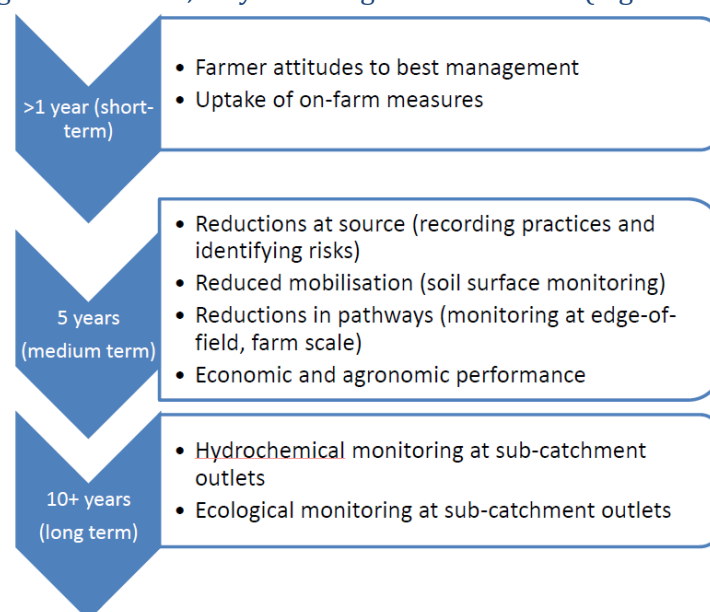 >1 year (short-
term)
• Farmer attitudes to best management
• Uptake of on-farm measures
5 years
(medium term)
• Reductions at source (recording practices and
identifying risks)
• Reduced mobilisation (soil surface monitoring)
• Reductions in pathways (monitoring at edge-of-
field, farm scale)
• Economic and agronomic performance
10+ years
(long term)
• Hydrochemical monitoring at sub-catchment
outlets
• Ecological monitoring at sub-catchment outlets